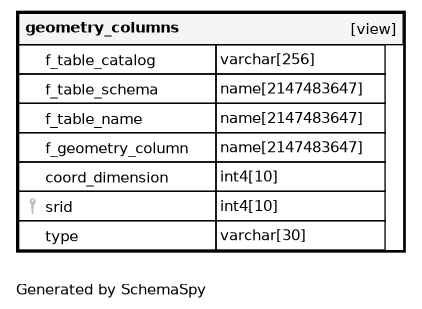 geometry_columns [view]
f_table_catalog varchar[256]
f_table_schema name[2147483647]
f_table_name name[2147483647]
f_geometry_column name[2147483647]
coord_dimension int4[10]
srid int4[10]
type varchar[30]
Generated by SchemaSpy